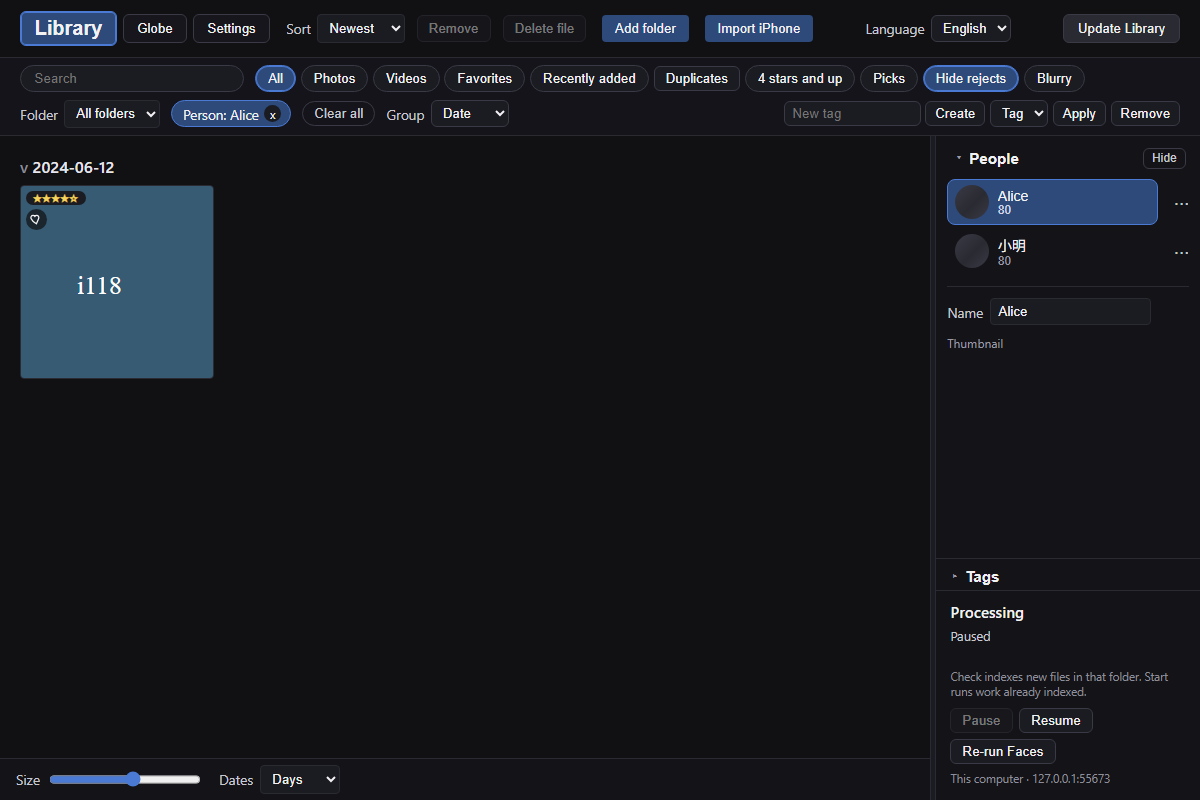 Library Globe Settings Sort Newest Remove Delete file Add folder Import iPhone Language English Update Library
Search All Photos Videos Favorites Recently added Duplicates 4 stars and up Picks Hide rejects Blurry
Folder All folders Person: Alice x Clear all Group Date New tag Create Tag Apply Remove
v 2024-06-12
★★★★☆
i118
People Hide
Alice
80
...
小明
80
...
Name Alice
Thumbnail
Tags
Processing
Paused
Check indexes new files in that folder. Start
runs work already indexed.
Pause Resume
Re-run Faces
This computer · 127.0.0.1:55673
Size Dates Days